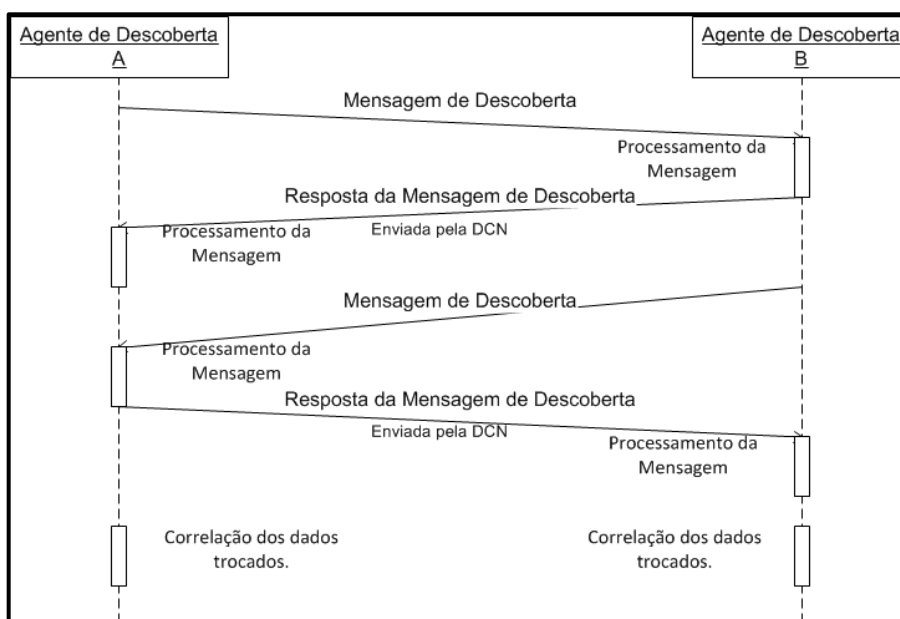 Agente de Descoberta
A
Agente de Descoberta
B
Mensagem de Descoberta
Processamento da
Mensagem
Resposta da Mensagem de Descoberta
Enviada pela DCN
Processamento da
Mensagem
Mensagem de Descoberta
Processamento da
Mensagem
Resposta da Mensagem de Descoberta
Enviada pela DCN
Processamento da
Mensagem
Correlação dos dados
trocados.
Correlação dos dados
trocados.